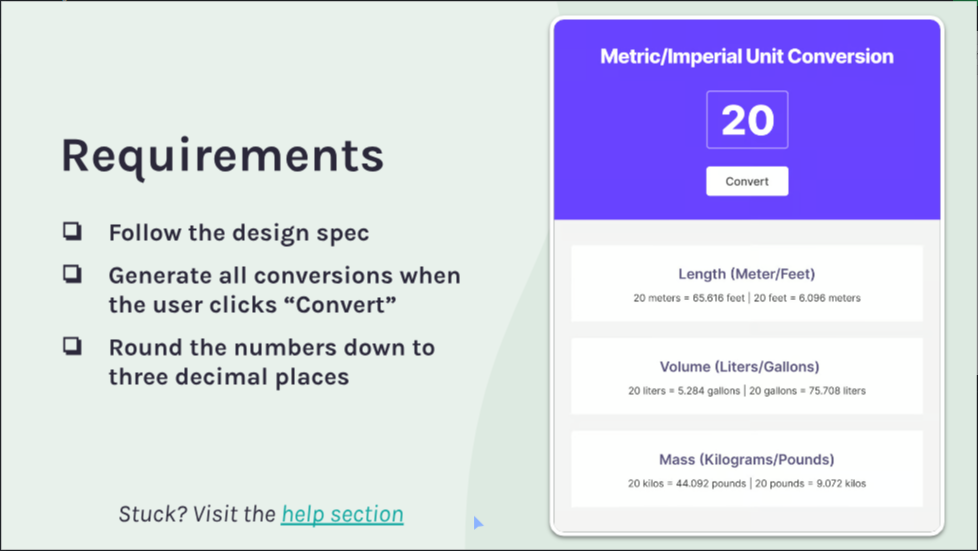 Requirements
Follow the design spec
Generate all conversions when
the user clicks “Convert”
Round the numbers down to
three decimal places
Stuck? Visit the help section
Metric/Imperial Unit Conversion
20
Convert
Length (Meter/Feet)
20 meters = 65.616 feet | 20 feet = 6.096 meters
Volume (Liters/Gallons)
20 liters = 5.284 gallons | 20 gallons = 75.708 liters
Mass (Kilograms/Pounds)
20 kilos = 44.092 pounds | 20 pounds = 9.072 kilos